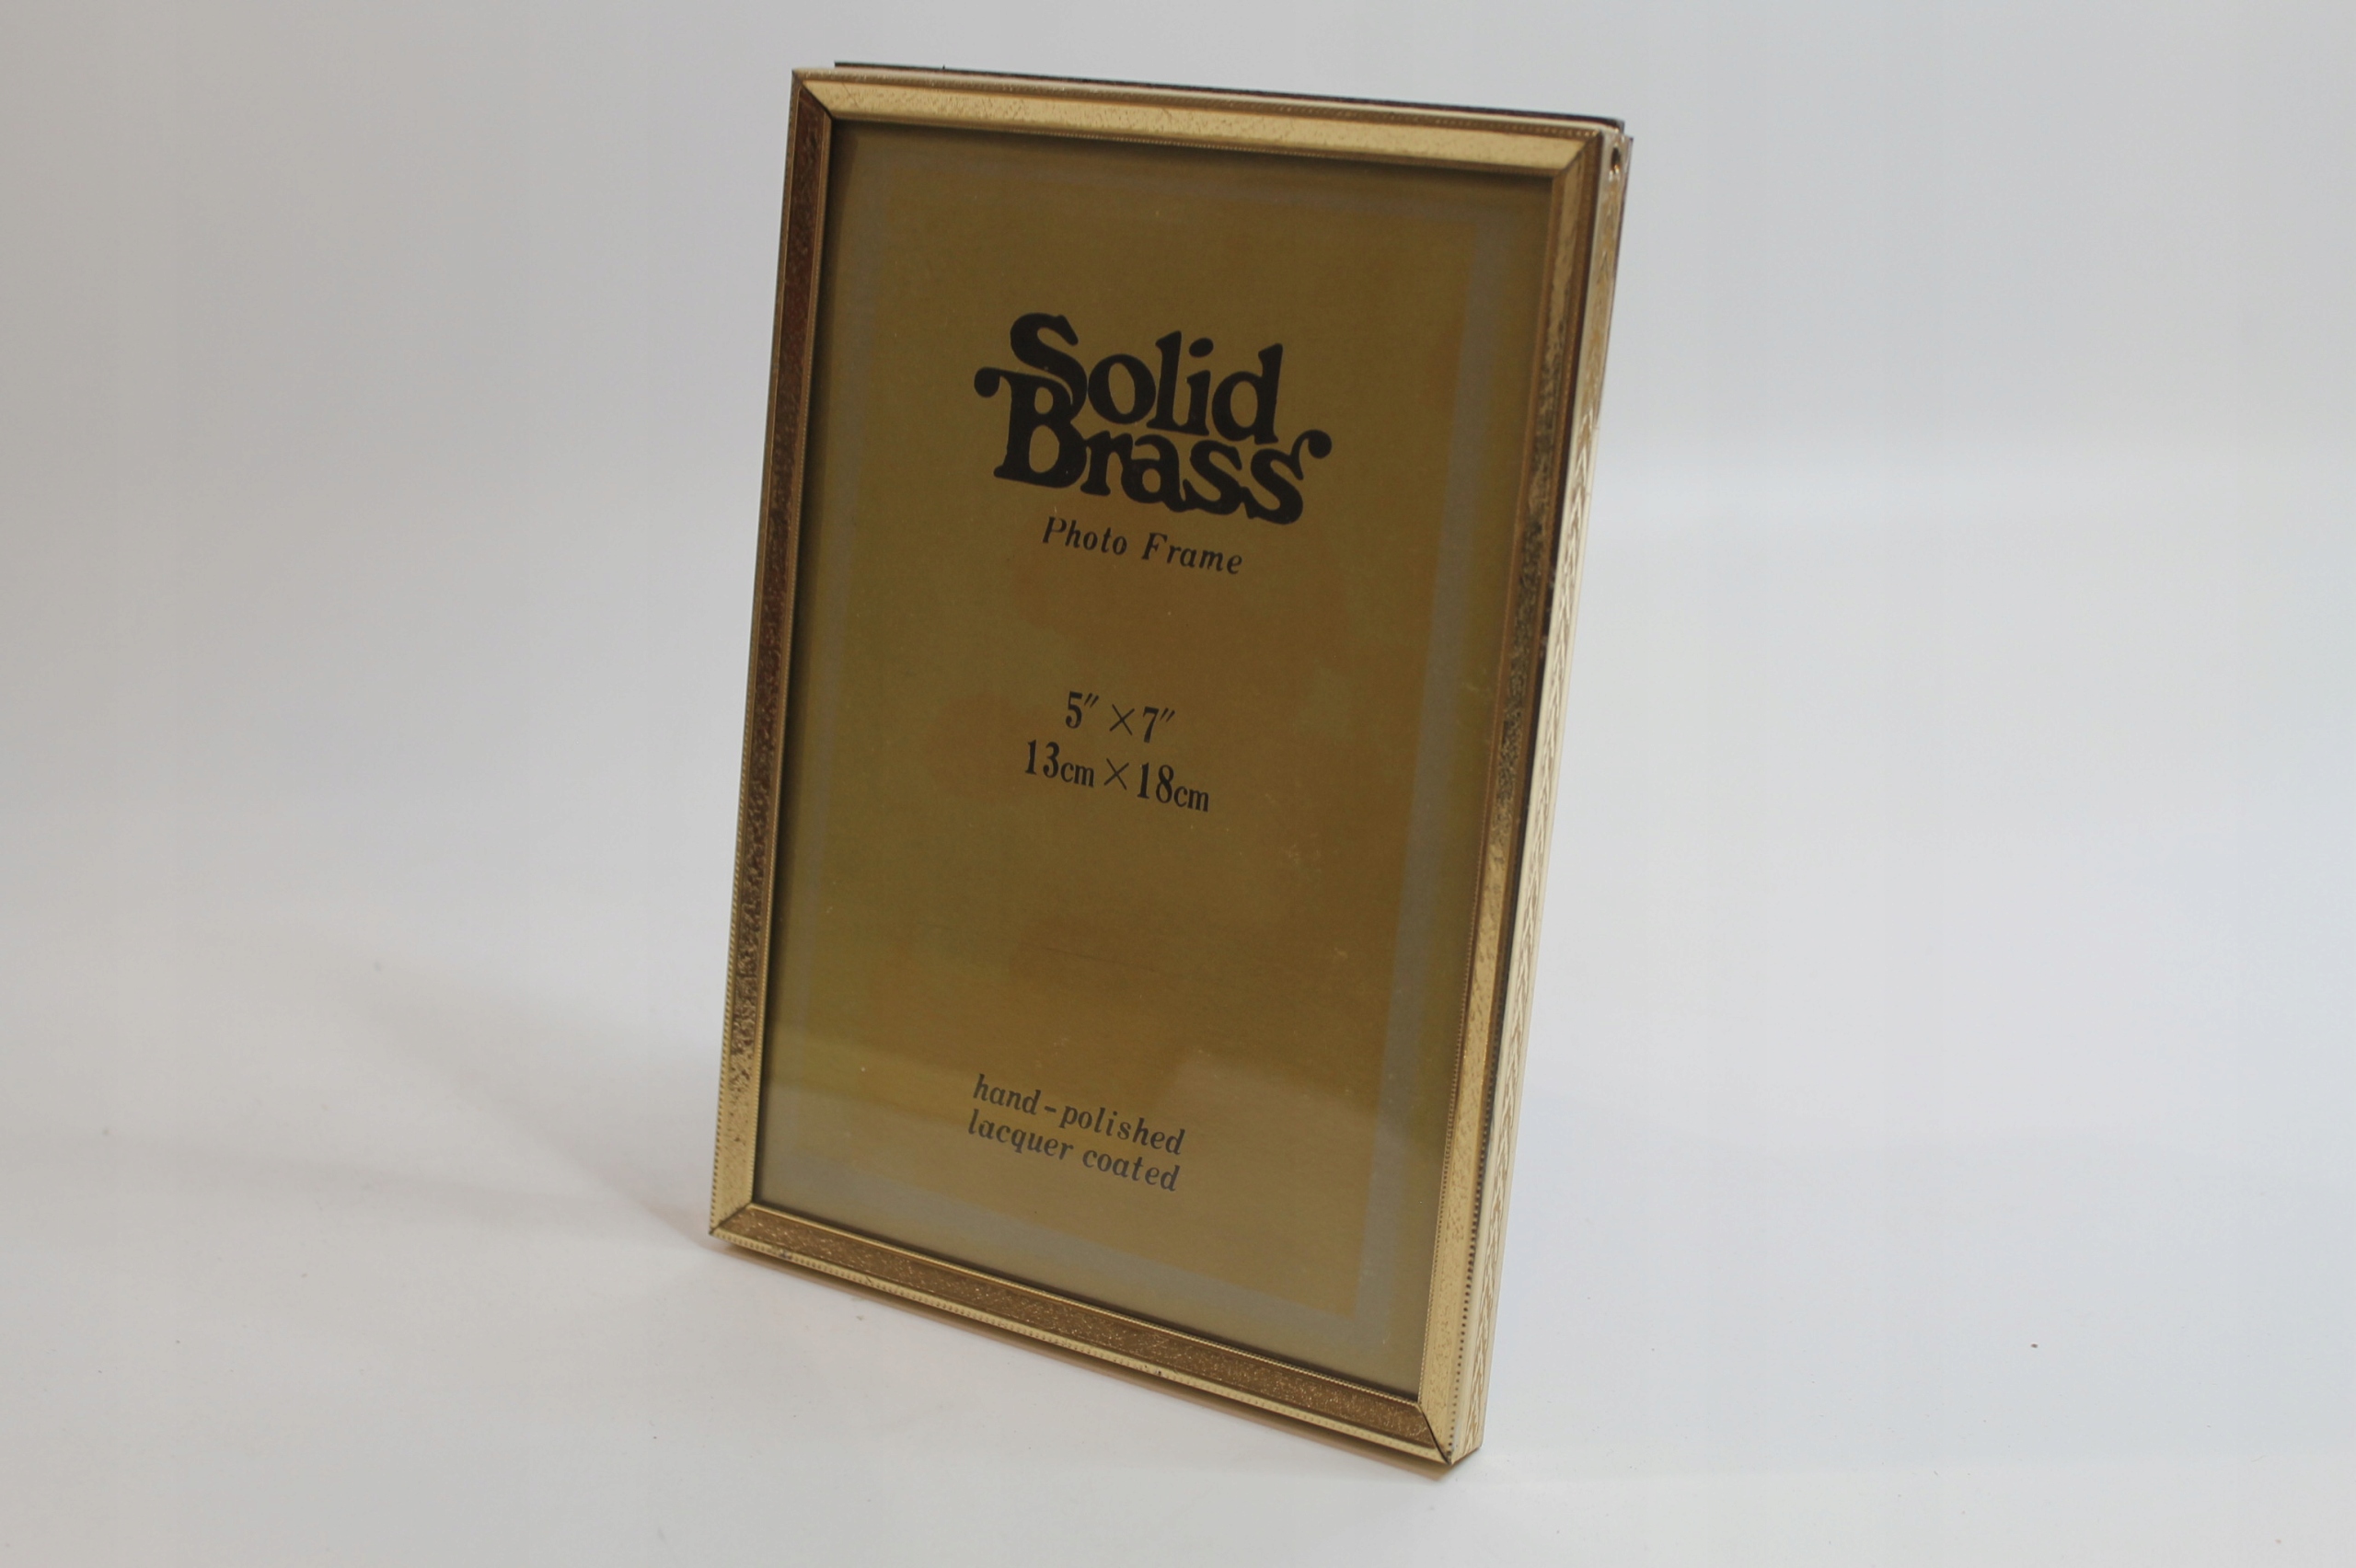 Solid
Brass
Photo Frame
5″×7″
13cm×18cm
hand-polished
lacquer coated